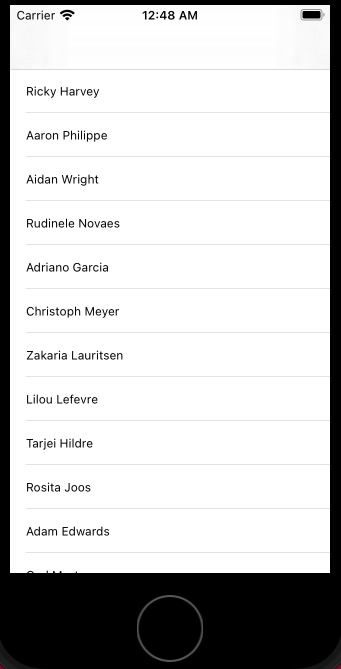 Carrier 12:48 AM
Ricky Harvey
Aaron Philippe
Aidan Wright
Rudinele Novaes
Adriano Garcia
Christoph Meyer
Zakaria Lauritsen
Lilou Lefevre
Tarjei Hildre
Rosita Joos
Adam Edwards